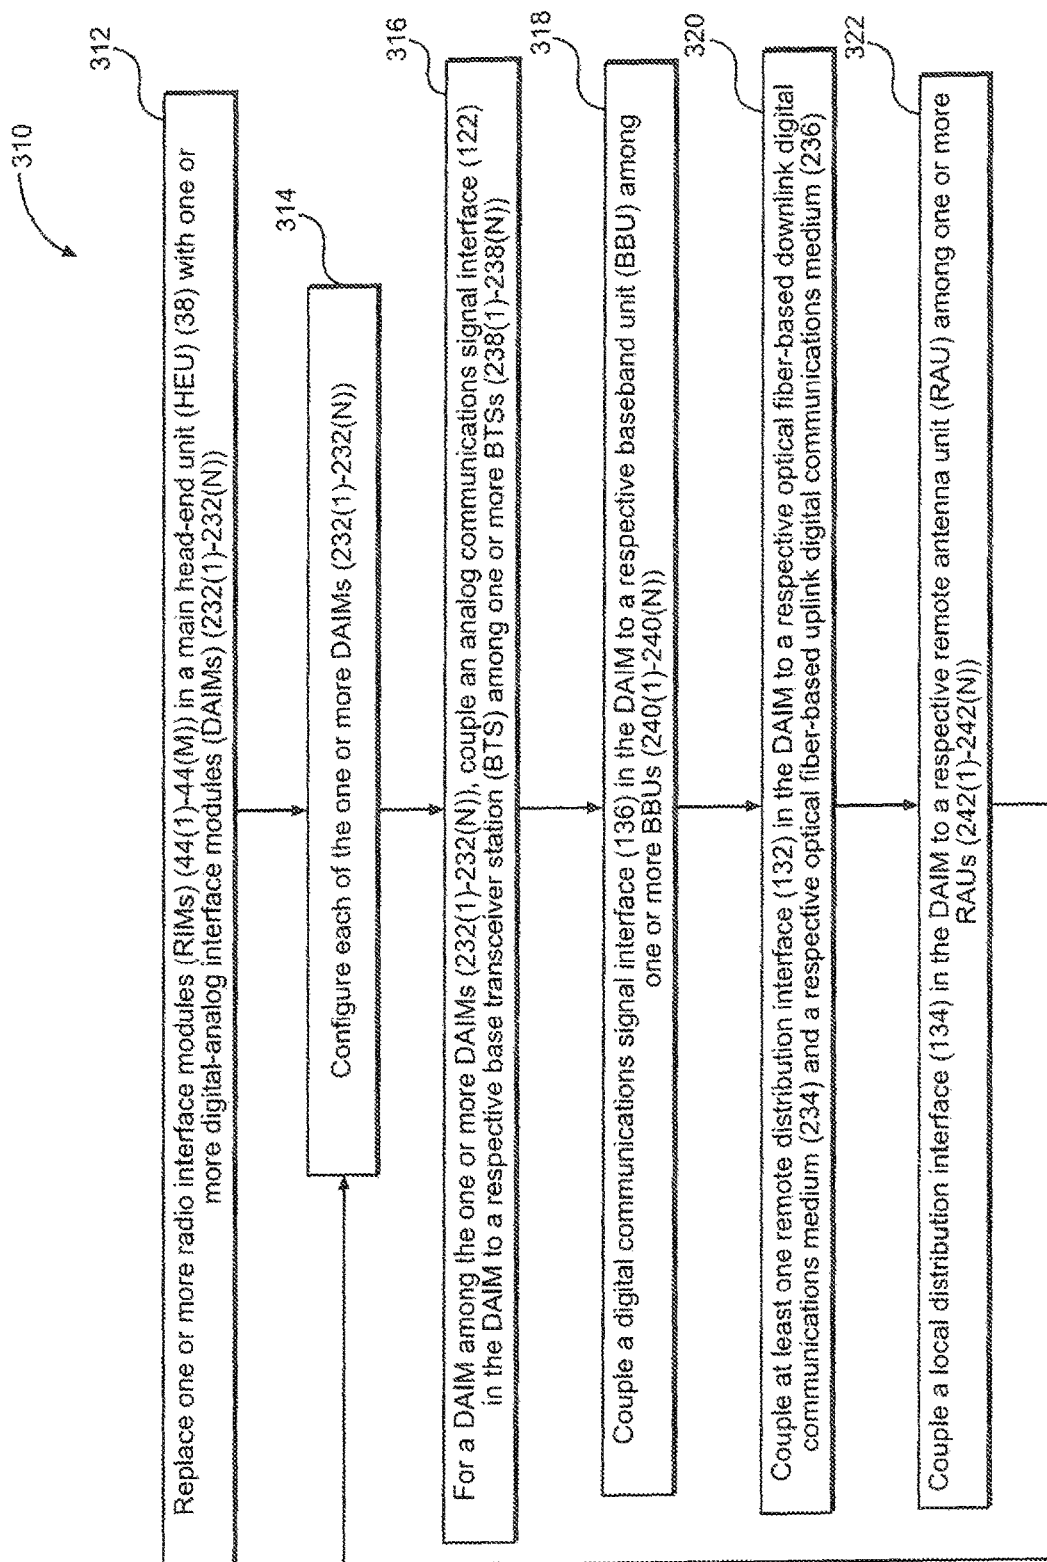 310
312
Replace one or more radio interface modules (RIMs) (44(1)-44(M)) in a main head-end unit (HEU) (38) with one or
more digital-analog interface modules (DAIMs) (232(1)-232(N))
314
Configure each of the one or more DAIMs (232(1)-232(N))
316
For a DAIM among the one or more DAIMs (232(1)-232(N)), couple an analog communications signal interface (122)
in the DAIM to a respective base transceiver station (BTS) among one or more BTSs (238(1)-238(N))
318
Couple a digital communications signal interface (136) in the DAIM to a respective baseband unit (BBU) among
one or more BBUs (240(1)-240(N))
320
Couple at least one remote distribution interface (132) in the DAIM to a respective optical fiber-based downlink digital
communications medium (234) and a respective optical fiber-based uplink digital communications medium (236)
322
Couple a local distribution interface (134) in the DAIM to a respective remote antenna unit (RAU) among one or more
RAUs (242(1)-242(N))